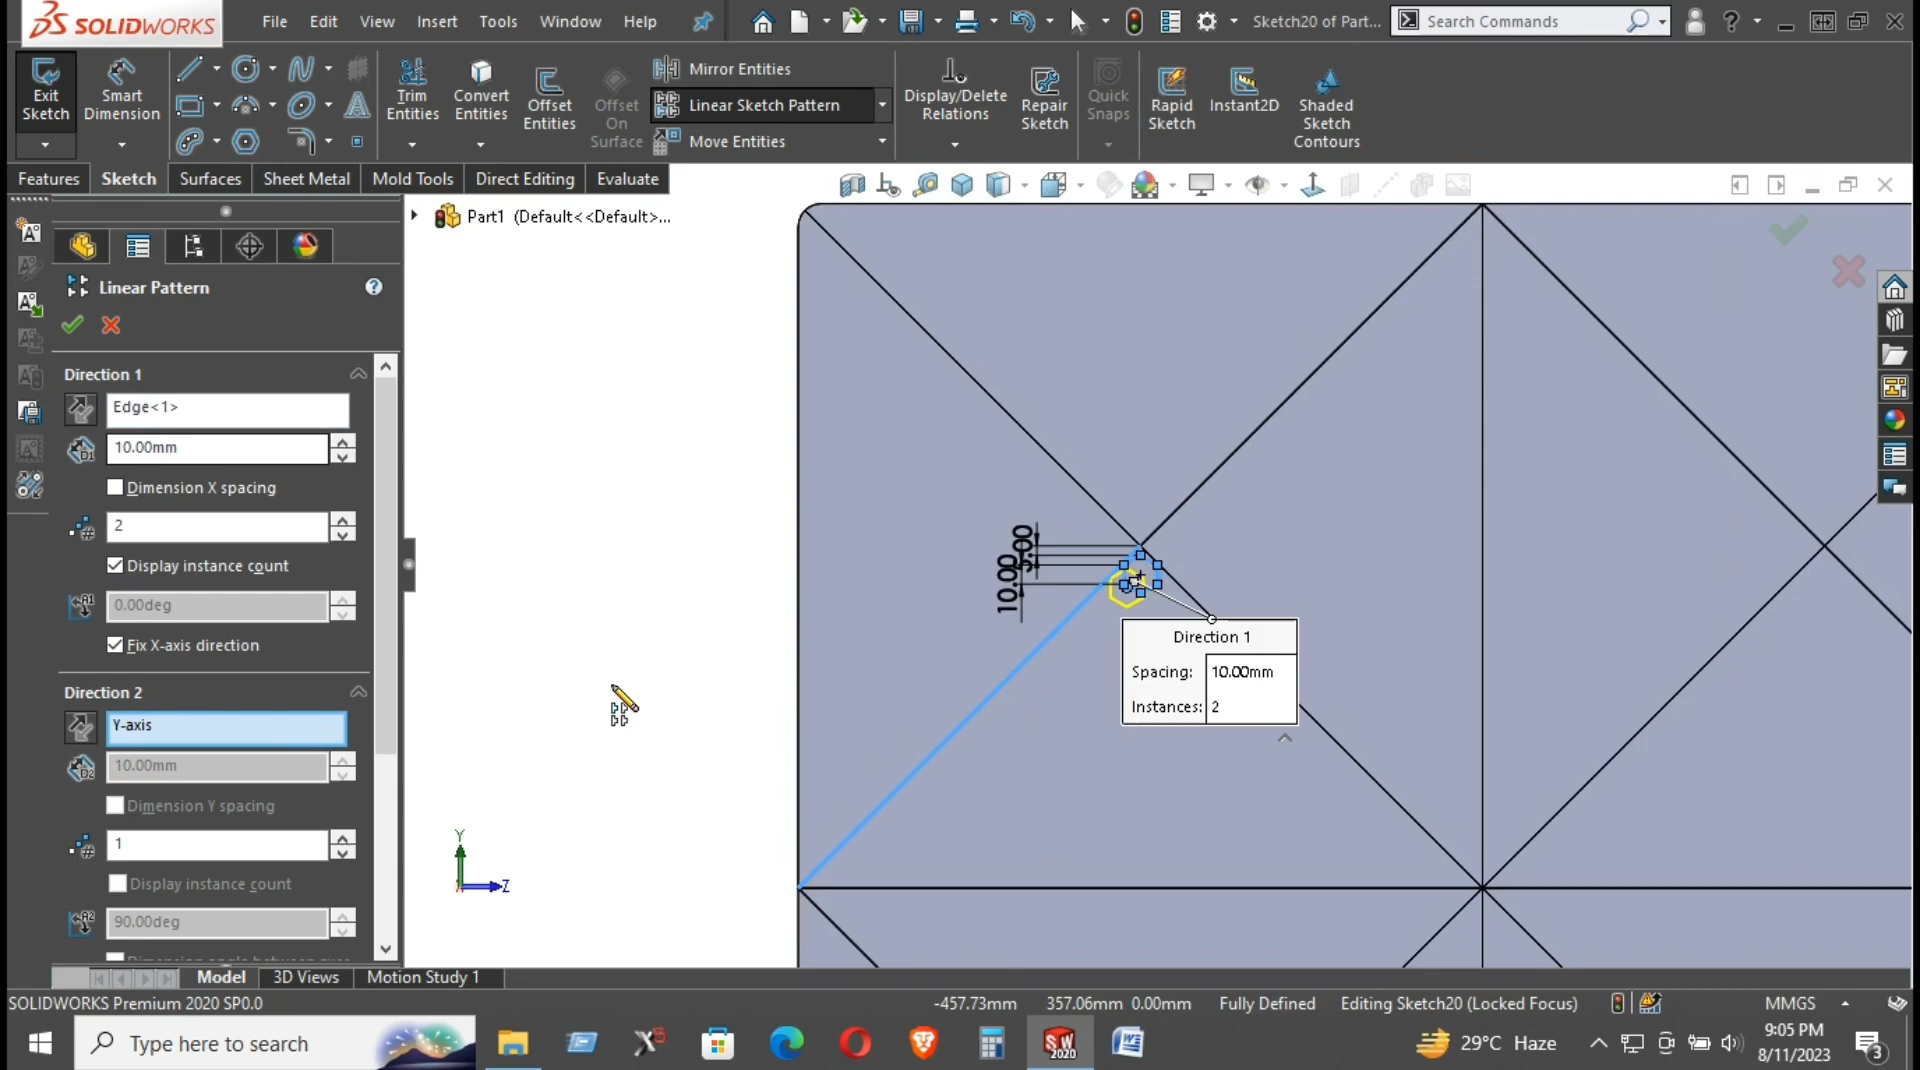 SOLIDWORKS
File Edit View Insert Tools Window Help
Sketch20 of Part...
Search Commands
Exit Sketch
Smart Dimension
Trim Entities
Convert Entities
Offset Entities
Offset On Surface
Mirror Entities
Linear Sketch Pattern
Move Entities
Display/Delete Relations
Repair Sketch
Quick Snaps
Rapid Sketch
Instant2D
Shaded Sketch Contours
Features Sketch Surfaces Sheet Metal Mold Tools Direct Editing Evaluate
Part1 (Default<<Default>...
Linear Pattern
Direction 1
Edge<1>
10.00mm
Dimension X spacing
2
Display instance count
0.00deg
Fix X-axis direction
Direction 2
Y-axis
10.00mm
Dimension Y spacing
1
Display instance count
90.00deg
10.00
5.00
Direction 1
Spacing: 10.00mm
Instances: 2
Y
Z
Model 3D Views Motion Study 1
SOLIDWORKS Premium 2020 SP0.0
-457.73mm 357.06mm 0.00mm Fully Defined Editing Sketch20 (Locked Focus) MMGS
Type here to search
SW 2020
29°C Haze
9:05 PM
8/11/2023
3